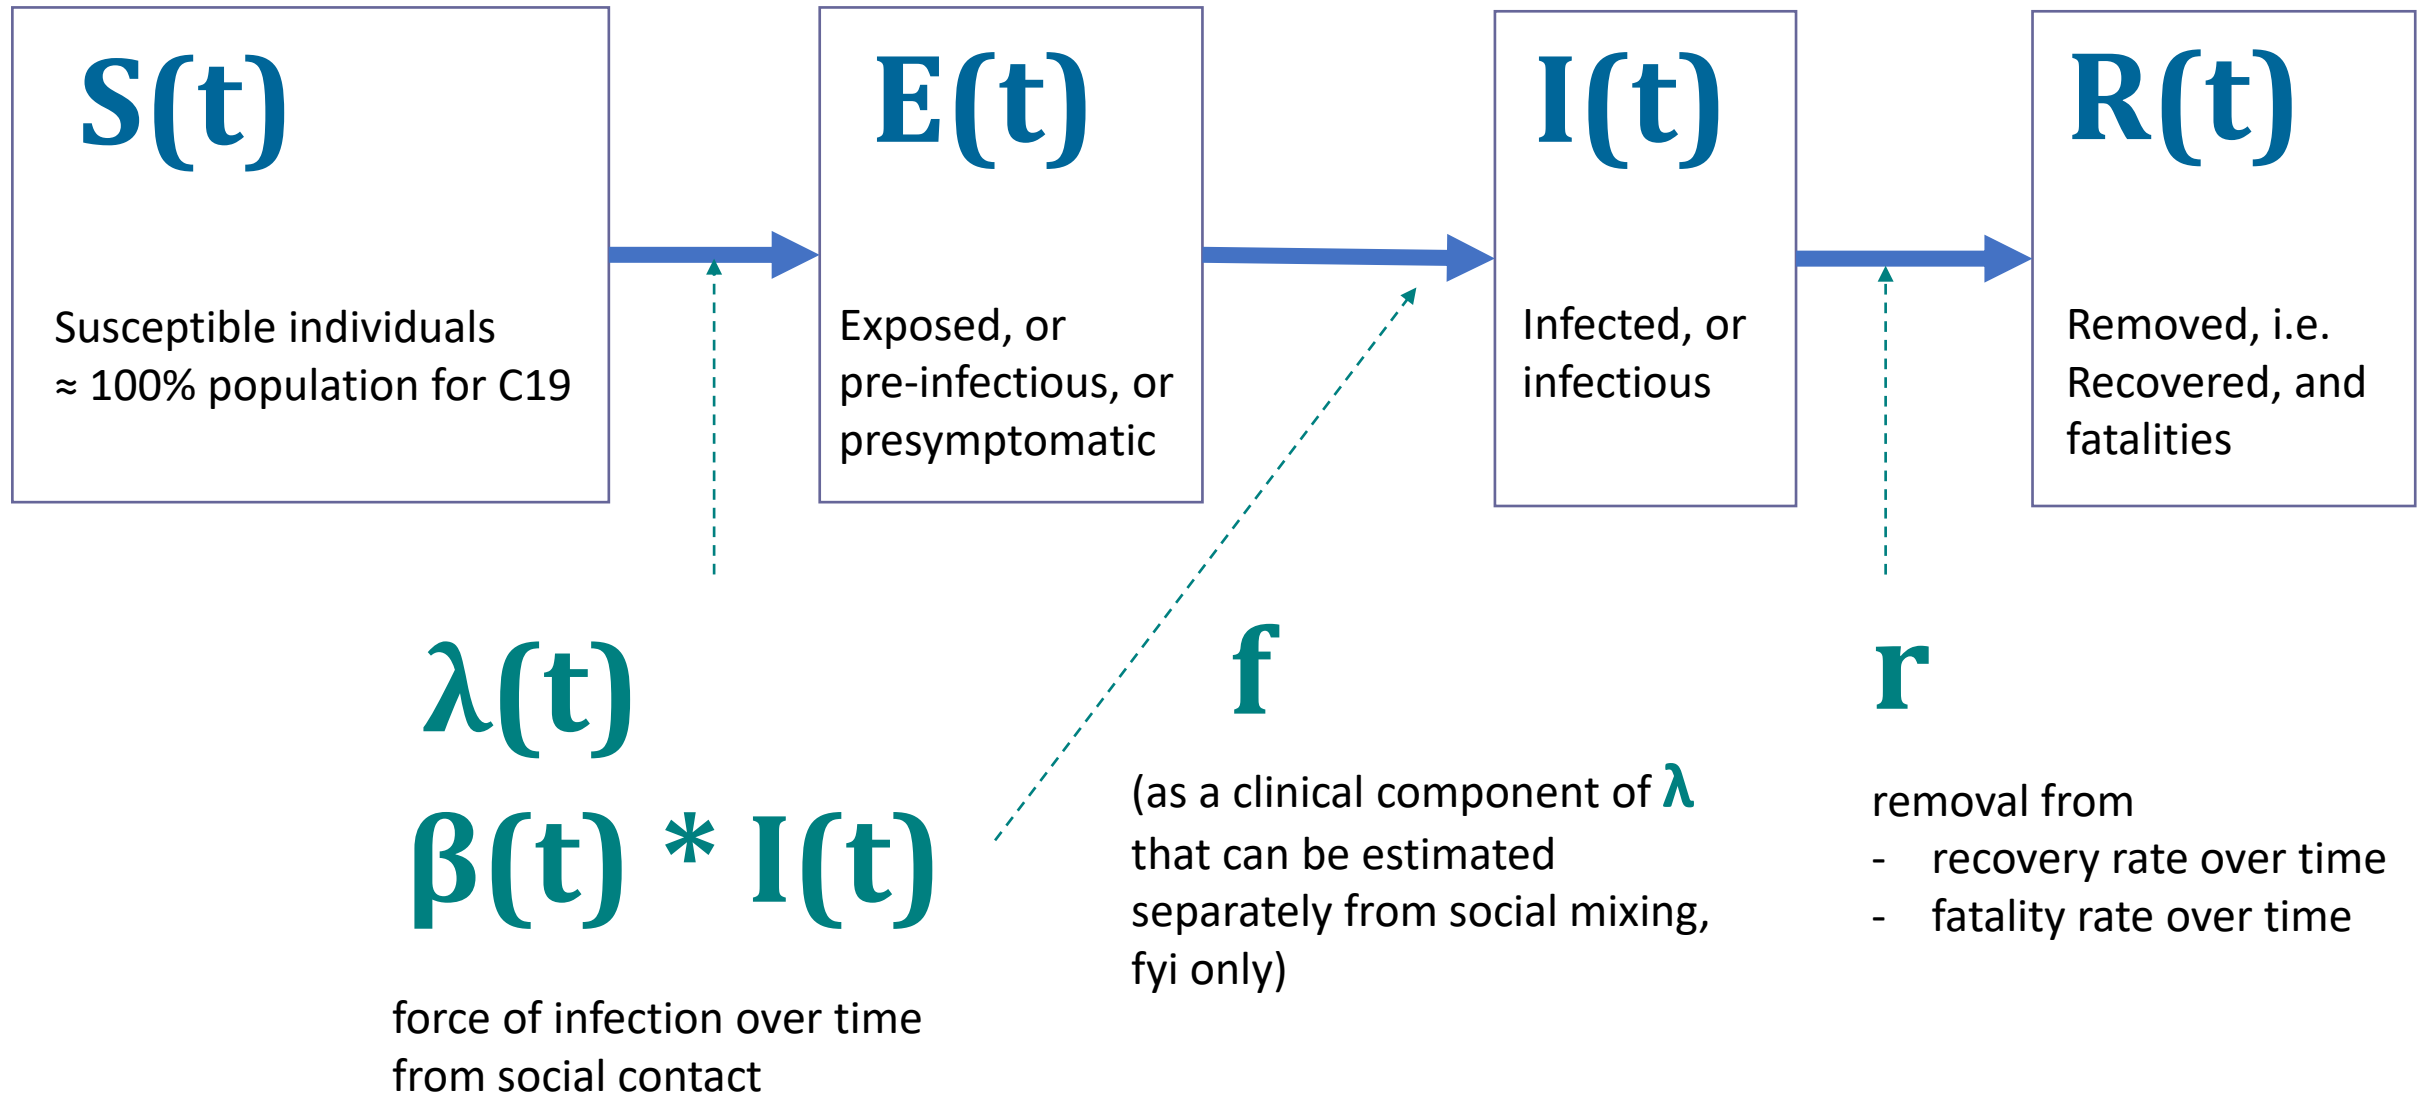 S(t)
Susceptible individuals
≈ 100% population for C19
E(t)
Exposed, or
pre-infectious, or
presymptomatic
I(t)
Infected, or
infectious
R(t)
Removed, i.e.
Recovered, and
fatalities
λ(t)
β(t) * I(t)
force of infection over time
from social contact
f
(as a clinical component of λ
that can be estimated
separately from social mixing,
fyi only)
r
removal from
- recovery rate over time
- fatality rate over time